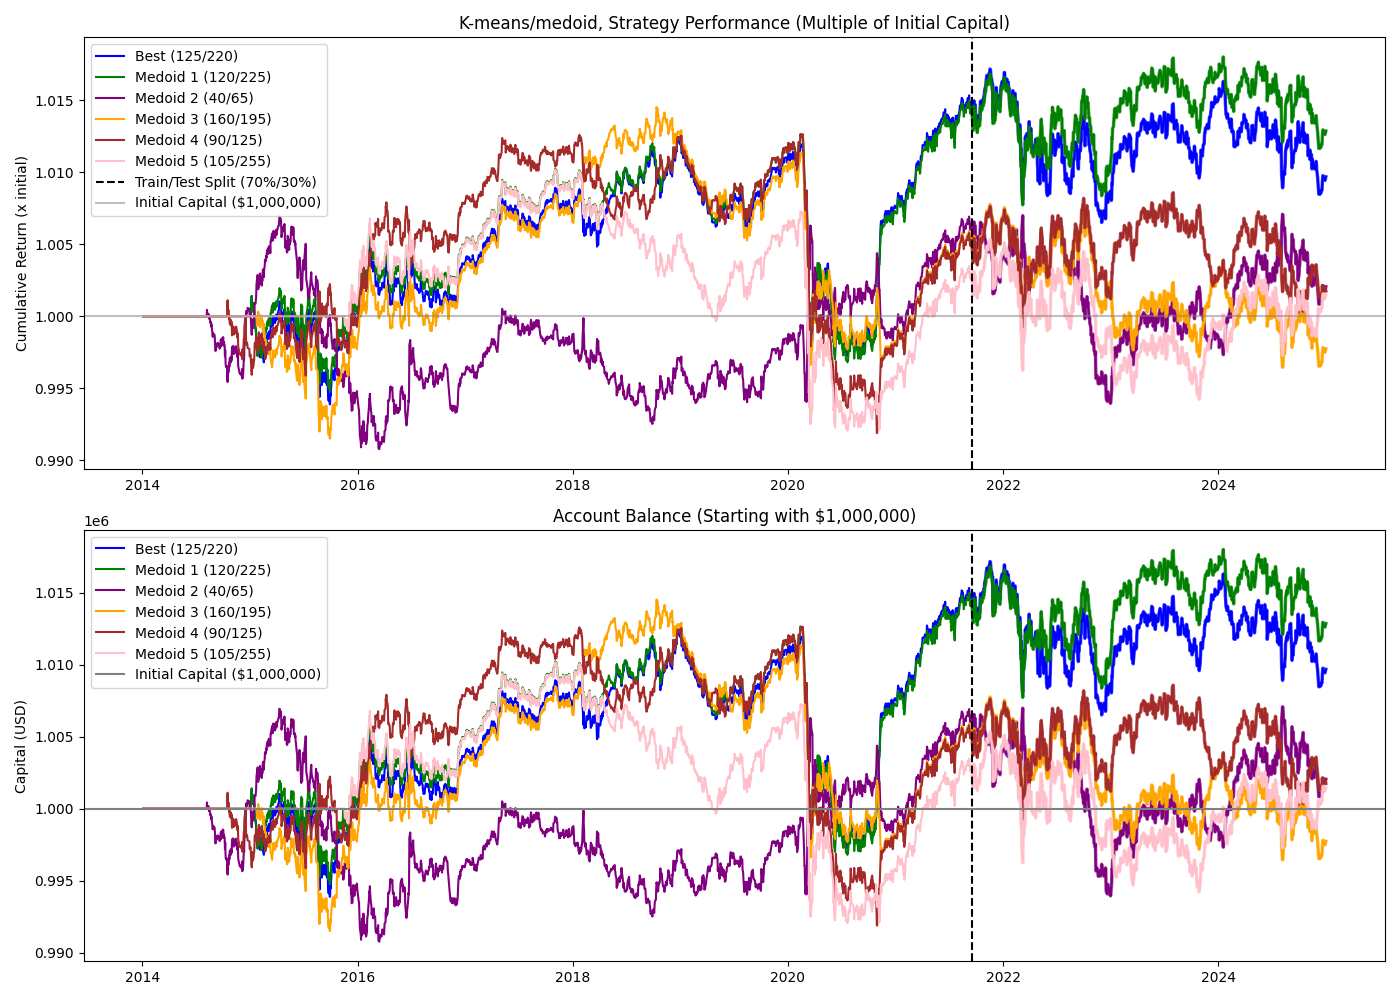 K-means/medoid, Strategy Performance (Multiple of Initial Capital)
Best (125/220)
Medoid 1 (120/225)
Medoid 2 (40/65)
Medoid 3 (160/195)
Medoid 4 (90/125)
Medoid 5 (105/255)
Train/Test Split (70%/30%)
Initial Capital ($1,000,000)
Cumulative Return (x initial)
1.015
1.010
1.005
1.000
0.995
0.990
2014 2016 2018 2020 2022 2024
Account Balance (Starting with $1,000,000)
1e6
Best (125/220)
Medoid 1 (120/225)
Medoid 2 (40/65)
Medoid 3 (160/195)
Medoid 4 (90/125)
Medoid 5 (105/255)
Initial Capital ($1,000,000)
Capital (USD)
1.015
1.010
1.005
1.000
0.995
0.990
2014 2016 2018 2020 2022 2024